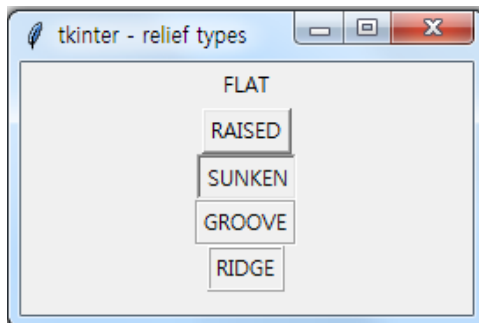 tkinter - relief types
FLAT
RAISED
SUNKEN
GROOVE
RIDGE